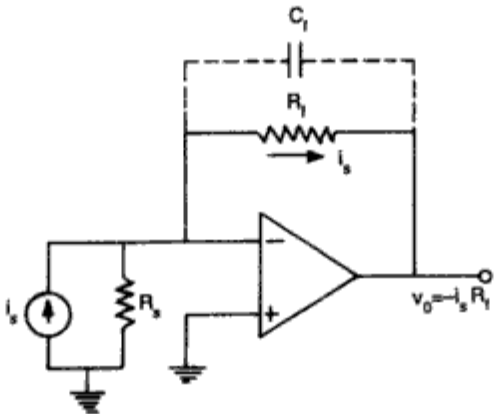 C_f
R_f
i_s
−
i_s
R_s
+
v_0=−i_s R_f